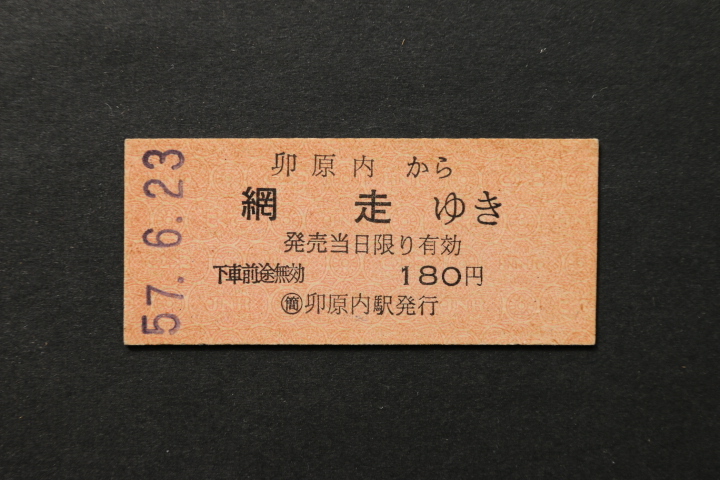 57.6.23
卯原内 から
網走 ゆき
発売当日限り有効
下車前途無効 180円
㊢卯原内駅発行